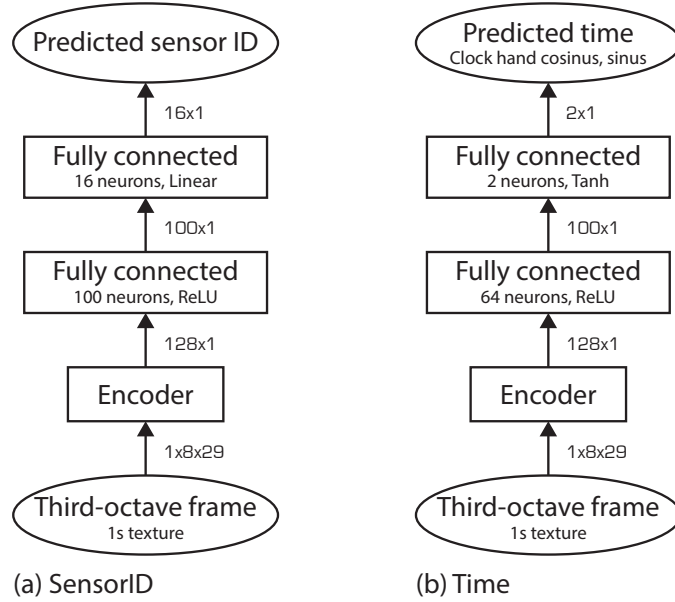 Predicted sensor ID
16x1
Fully connected
16 neurons, Linear
100x1
Fully connected
100 neurons, ReLU
128x1
Encoder
1x8x29
Third-octave frame
1s texture
(a) SensorID
Predicted time
Clock hand cosinus, sinus
2x1
Fully connected
2 neurons, Tanh
100x1
Fully connected
64 neurons, ReLU
128x1
Encoder
1x8x29
Third-octave frame
1s texture
(b) Time